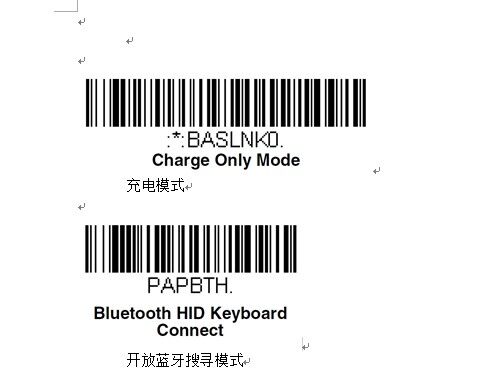 :*:BASLNK0.
Charge Only Mode
充电模式
PAPBTH.
Bluetooth HID Keyboard
Connect
开放蓝牙搜寻模式